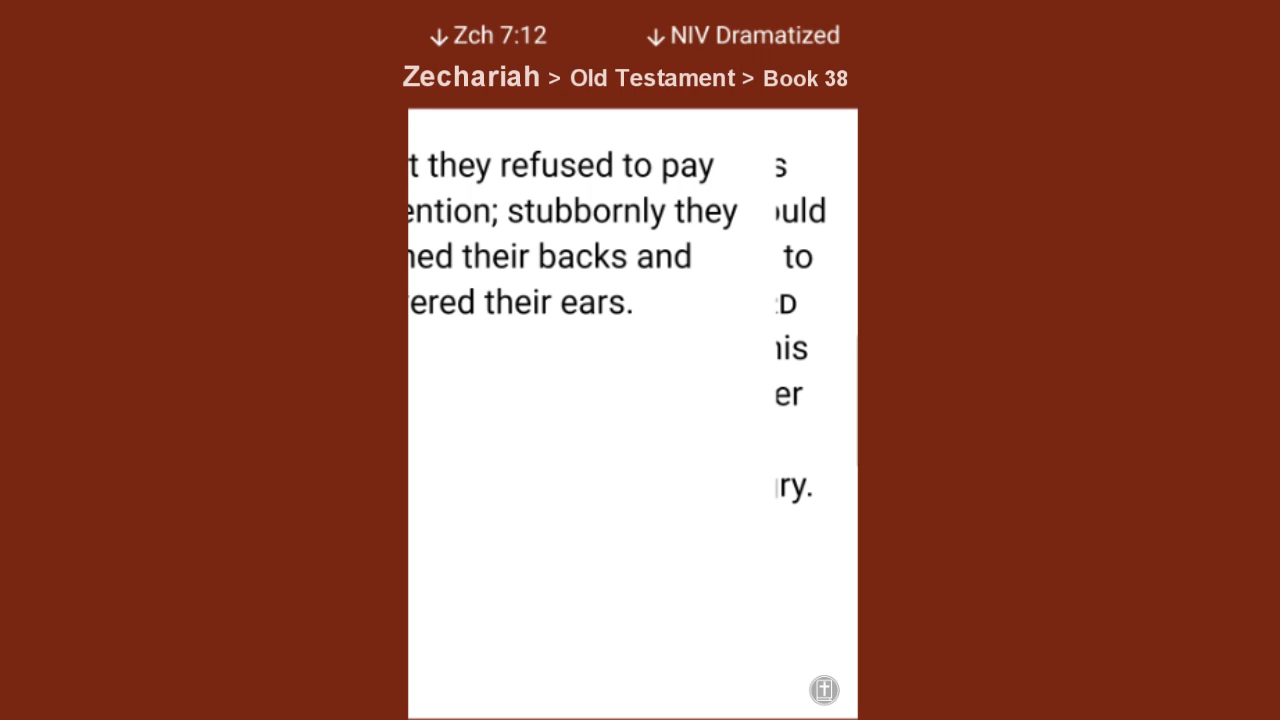 ↓ Zch 7:12 ↓ NIV Dramatized
Zechariah > Old Testament > Book 38
t they refused to pay
ention; stubbornly they
ned their backs and
ered their ears.
s
ould
to
D
his
er
ry.